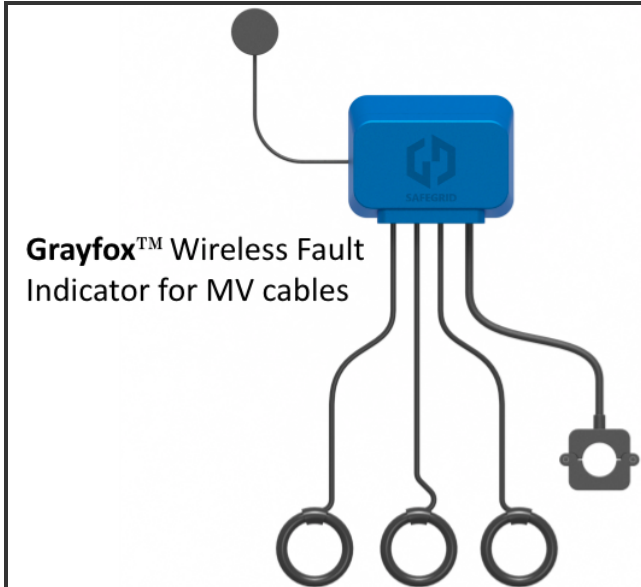 SAFEGRID
Grayfox™ Wireless Fault
Indicator for MV cables